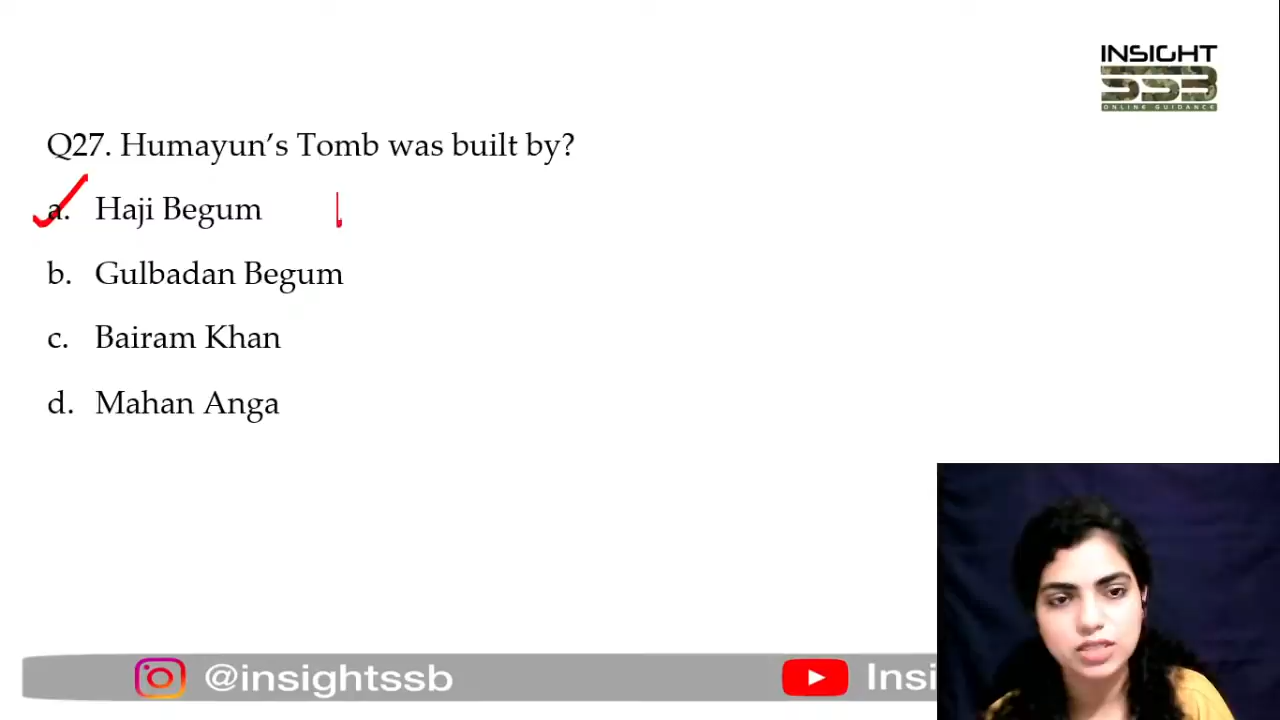 INSIGHT
SSB
ONLINE GUIDANCE
Q27. Humayun’s Tomb was built by?
a. Haji Begum
b. Gulbadan Begum
c. Bairam Khan
d. Mahan Anga
@insightssb
Insi